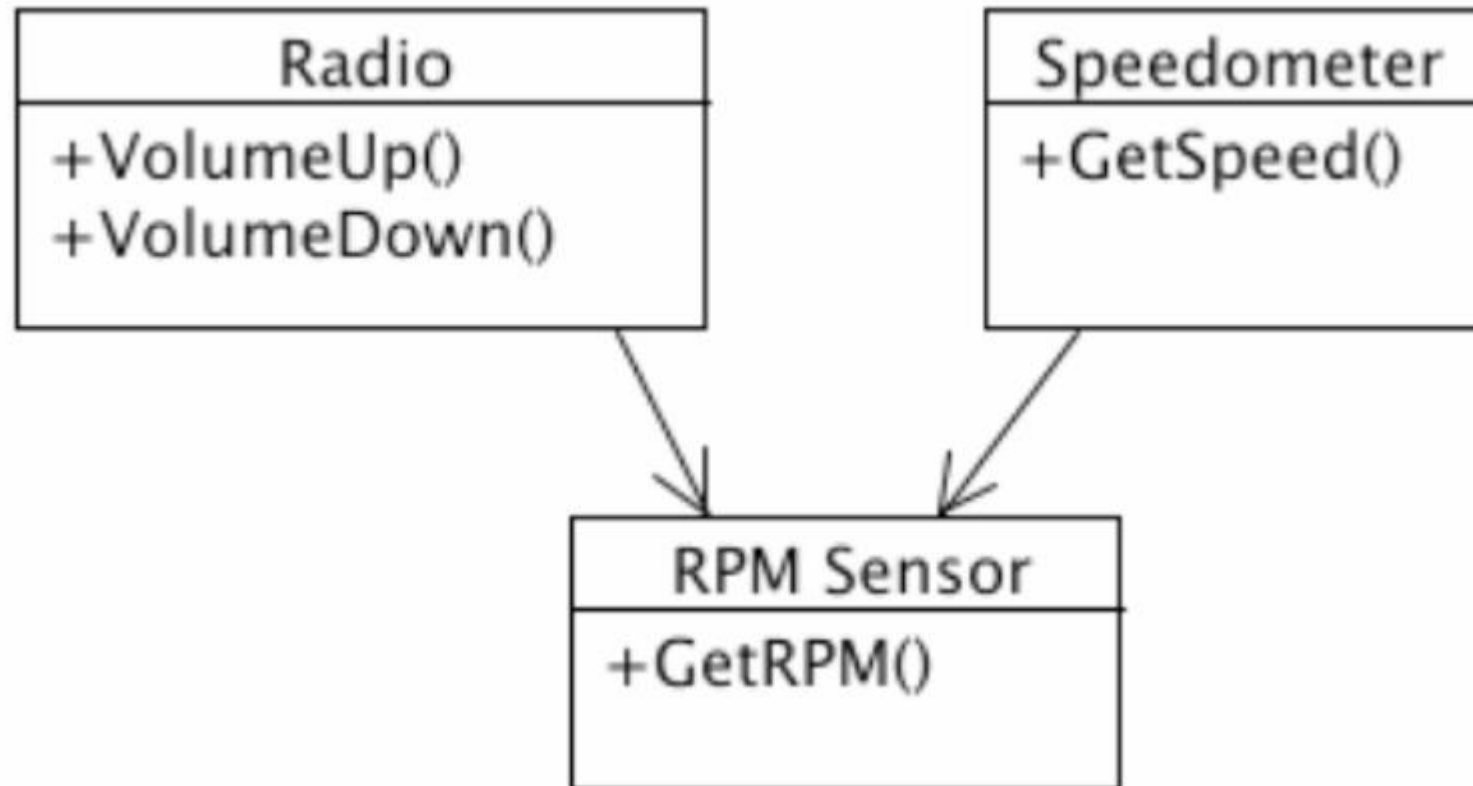 Radio
+VolumeUp()
+VolumeDown()
Speedometer
+GetSpeed()
RPM Sensor
+GetRPM()